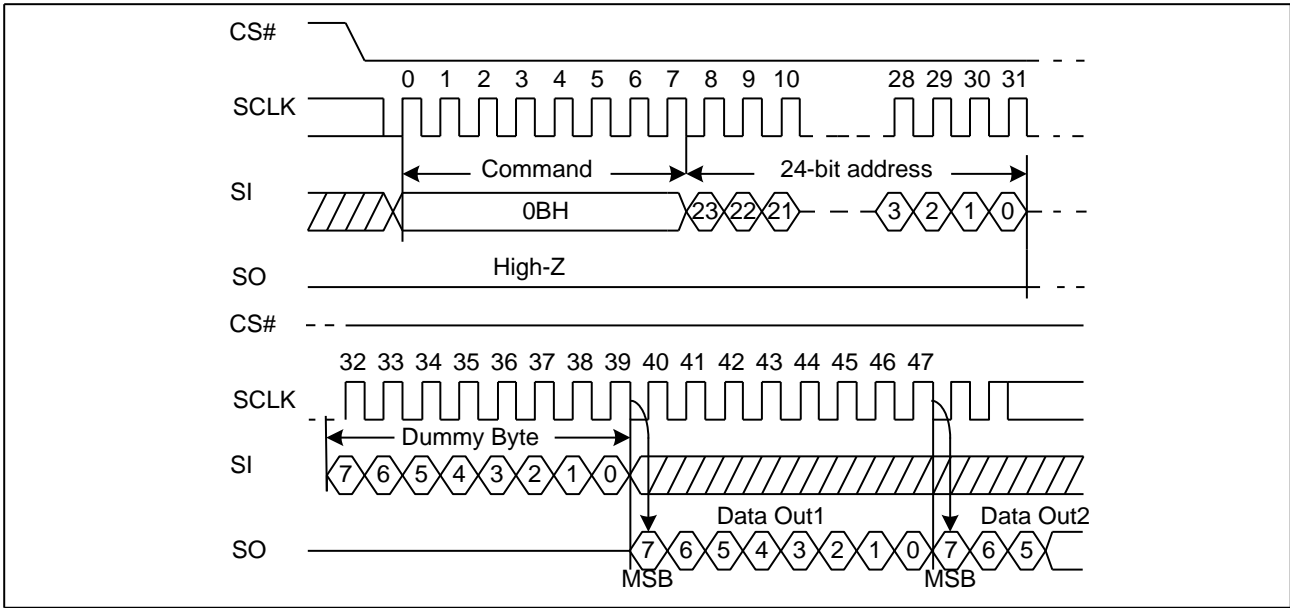 CS#
0 1 2 3 4 5 6 7 8 9 10 28 29 30 31
SCLK
Command 24-bit address
SI
0BH 23 22 21 3 2 1 0
High-Z
SO
CS#
32 33 34 35 36 37 38 39 40 41 42 43 44 45 46 47
SCLK
Dummy Byte
SI 7 6 5 4 3 2 1 0
Data Out1 Data Out2
SO 7 6 5 4 3 2 1 0 7 6 5
MSB MSB